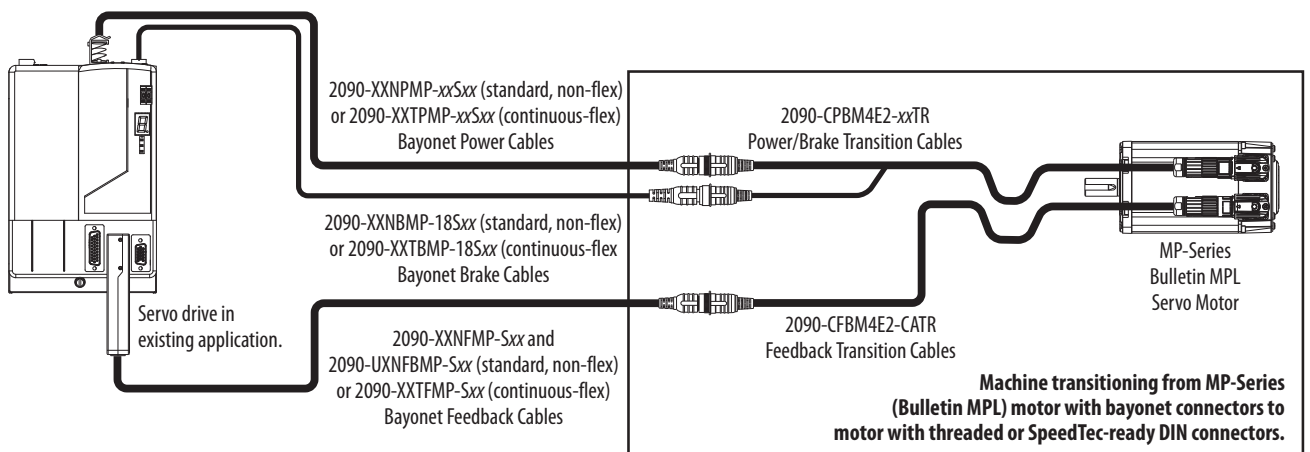 2090-XXNPMP-xxSxx (standard, non-flex)
or 2090-XXTPMP-xxSxx (continuous-flex)
Bayonet Power Cables
2090-CPBM4E2-xxTR
Power/Brake Transition Cables
2090-XXNBMP-18Sxx (standard, non-flex)
or 2090-XXTBMP-18Sxx (continuous-flex
Bayonet Brake Cables
MP-Series
Bulletin MPL
Servo Motor
Servo drive in
existing application.
2090-XXNFMP-Sxx and
2090-UXNFBMP-Sxx (standard, non-flex)
or 2090-XXTFMP-Sxx (continuous-flex)
Bayonet Feedback Cables
2090-CFBM4E2-CATR
Feedback Transition Cables
Machine transitioning from MP-Series
(Bulletin MPL) motor with bayonet connectors to
motor with threaded or SpeedTec-ready DIN connectors.